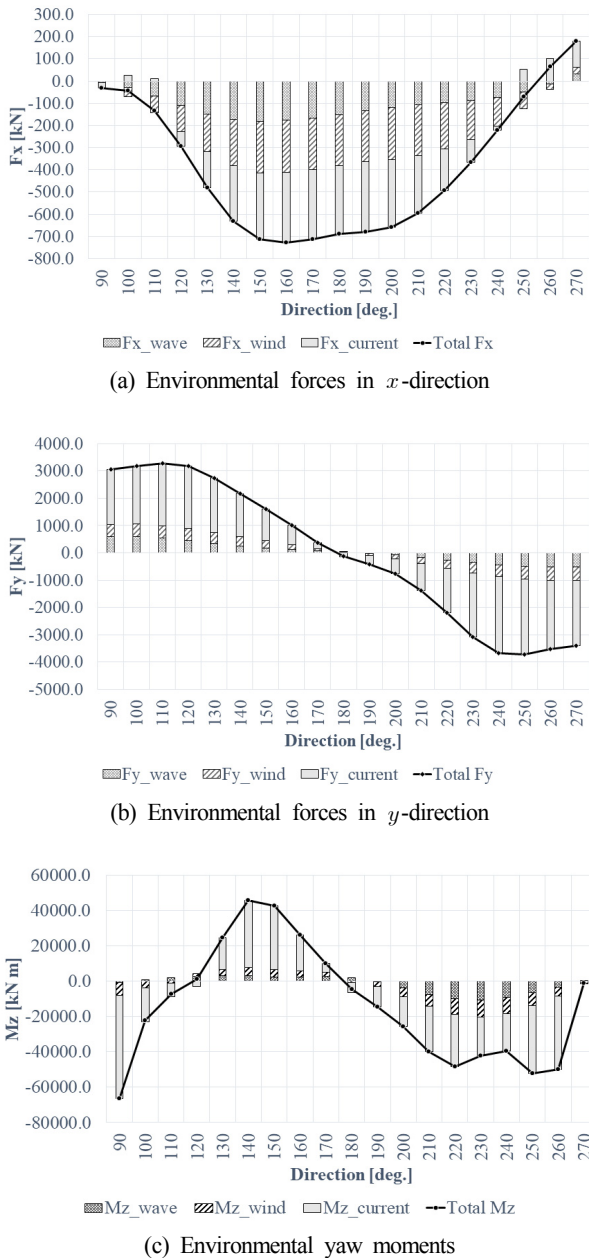 300.0
200.0
100.0
0.0
-100.0
-200.0
-300.0
-400.0
-500.0
-600.0
-700.0
-800.0
Fx [kN]
90 100 110 120 130 140 150 160 170 180 190 200 210 220 230 240 250 260 270
Direction [deg.]
Fx_wave Fx_wind Fx_current Total Fx
(a) Environmental forces in x-direction
4000.0
3000.0
2000.0
1000.0
0.0
-1000.0
-2000.0
-3000.0
-4000.0
-5000.0
Fy [kN]
90 100 110 120 130 140 150 160 170 180 190 200 210 220 230 240 250 260 270
Direction [deg.]
Fy_wave Fy_wind Fy_current Total Fy
(b) Environmental forces in y-direction
60000.0
40000.0
20000.0
0.0
-20000.0
-40000.0
-60000.0
-80000.0
Mz [kN m]
90 100 110 120 130 140 150 160 170 180 190 200 210 220 230 240 250 260 270
Direction [deg.]
Mz_wave Mz_wind Mz_current Total Mz
(c) Environmental yaw moments